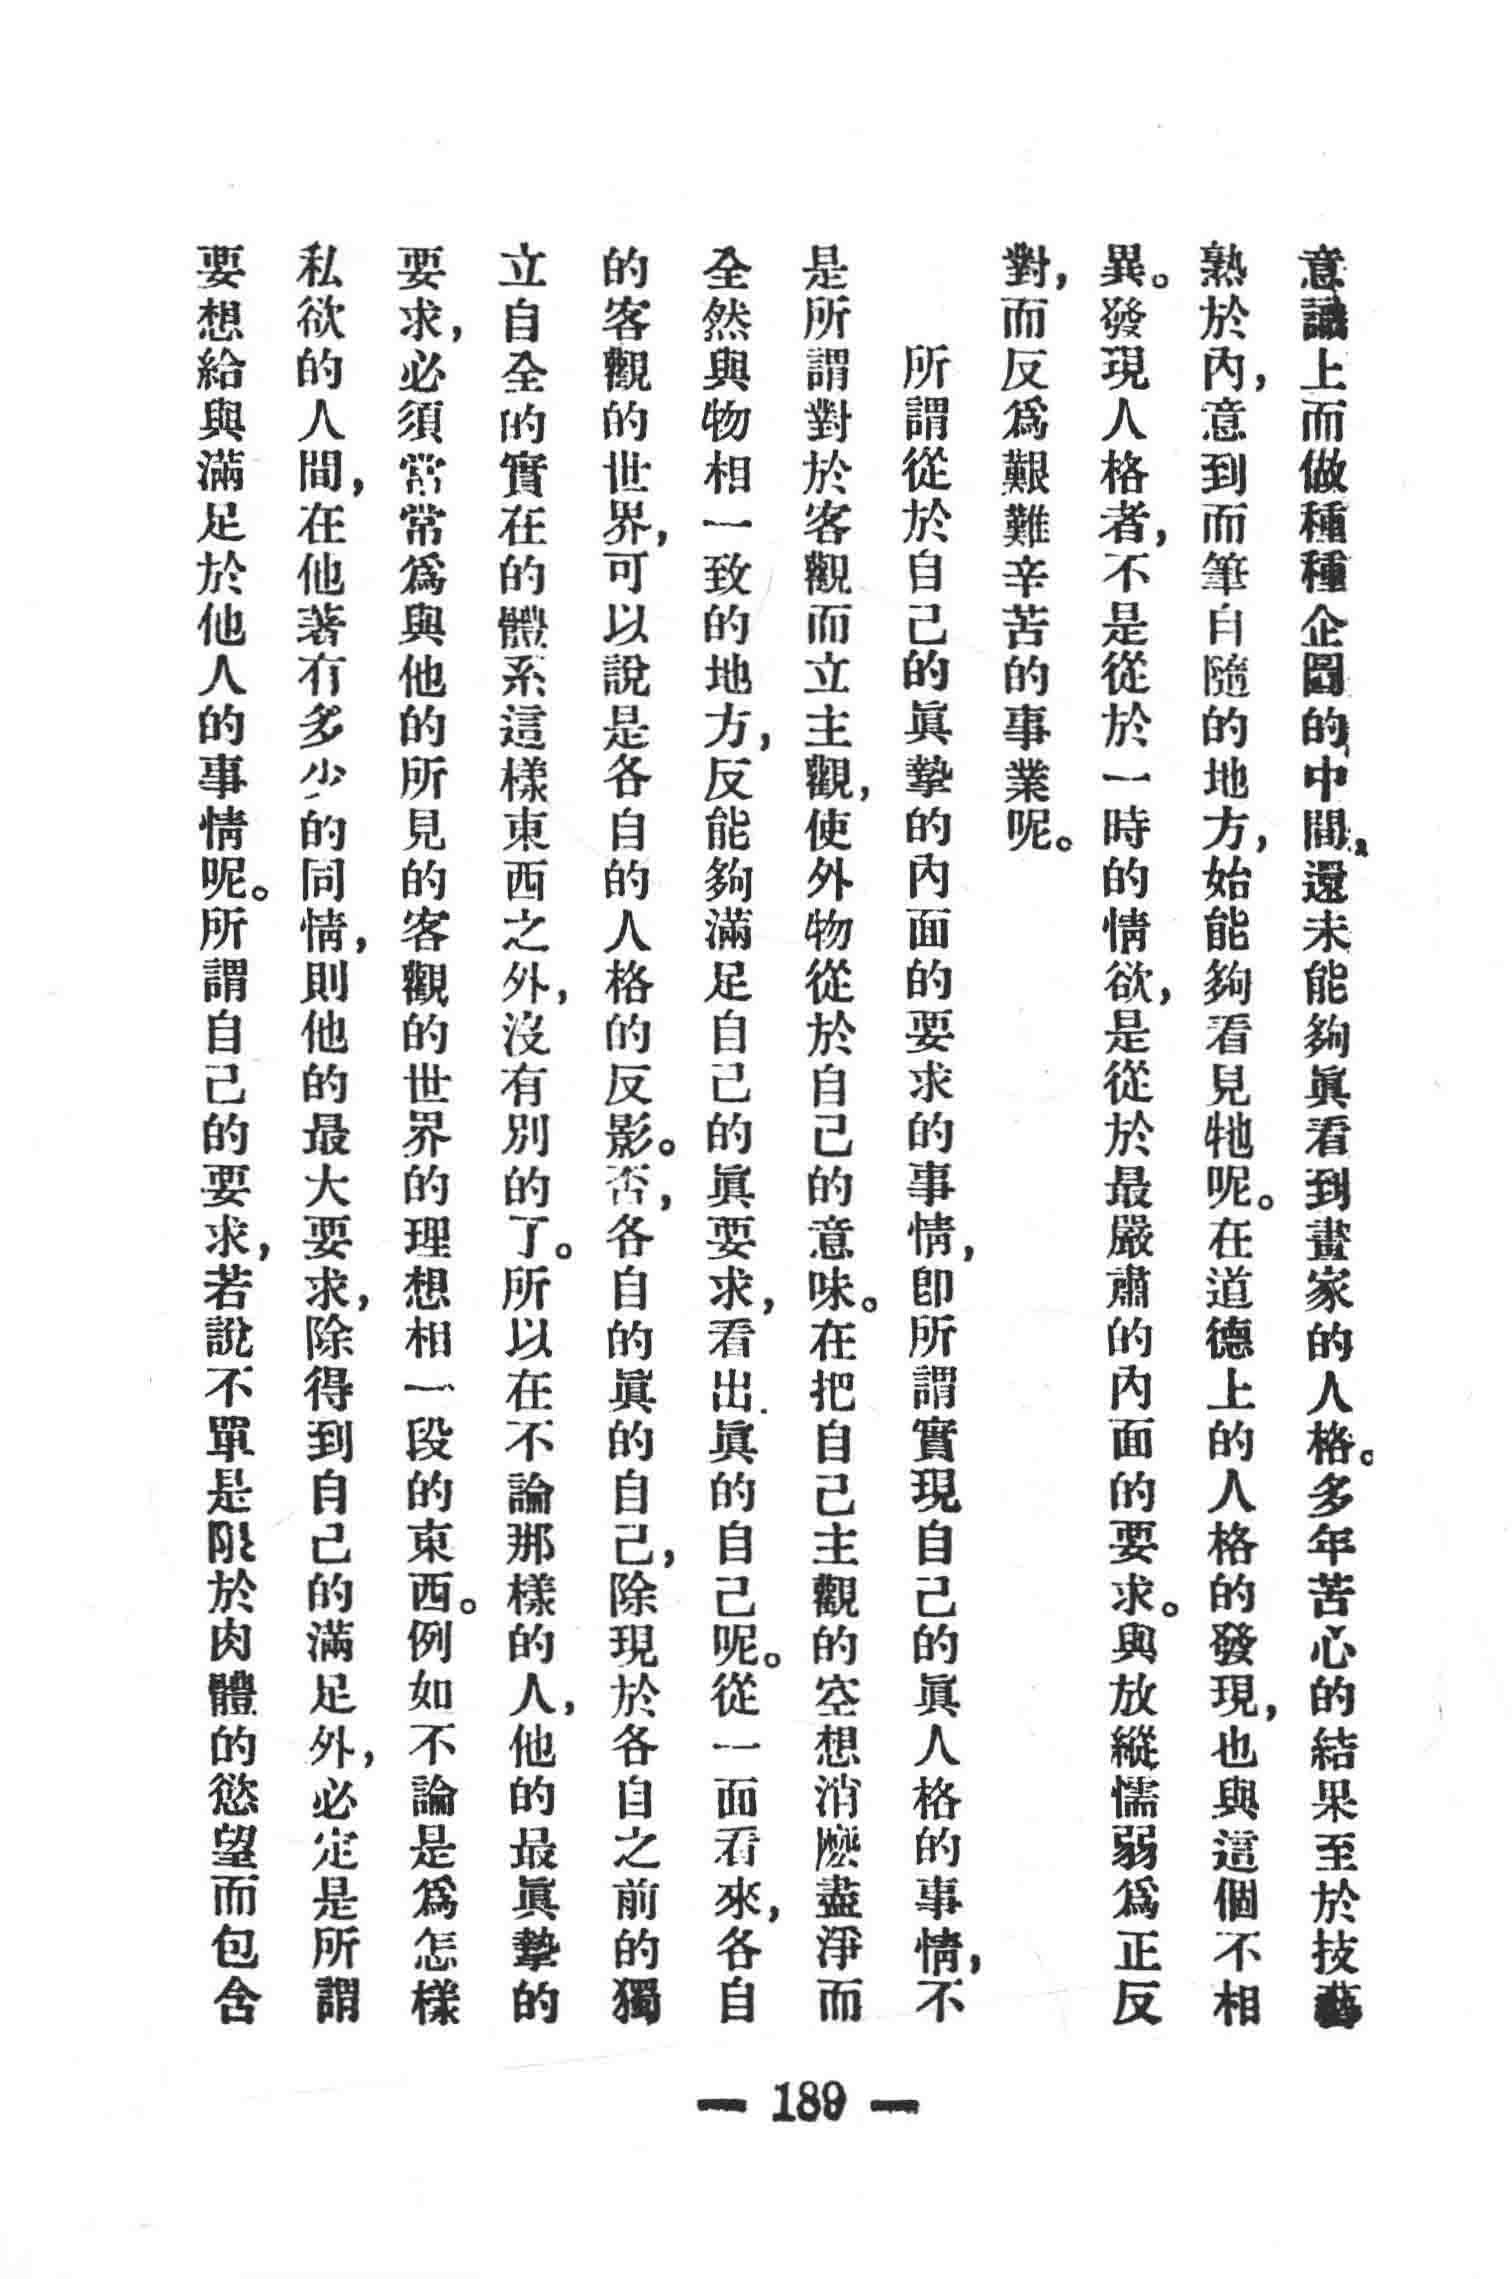 意識上而做種種企圖的中間，還未能夠眞看到畫家的人格。多年苦心的結果至於技藝
熟於內，意到而筆自隨的地方，始能夠看見牠呢。在道德上的人格的發現，也與這個不相
異。發現人格者，不是從於一時的情欲，是從於最嚴肅的內面的要求。與放縱懦弱爲正反
對，而反爲艱難辛苦的事業呢。
所謂從於自己的眞摯的內面的要求的事情，卽所謂實現自己的眞人格的事情，不
是所謂對於客觀而立主觀，使外物從於自己的意味。在把自己主觀的空想消麼盡淨而
全然與物相一致的地方，反能夠滿足自己的眞要求，看出眞的自己呢。從一面看來，各自
的客觀的世界，可以說是各自的人格的反影。否，各自的眞的自己，除現於各自之前的獨
立自全的實在的體系這樣東西之外，沒有別的了。所以在不論那樣的人，他的最眞摯的
要求，必須常常爲與他的所見的客觀的世界的理想相一段的東西。例如不論是爲怎樣
私欲的人間，在他著有多少的同情，則他的最大要求，除得到自己的滿足外，必定是所謂
要想給與滿足於他人的事情呢。所謂自己的要求，若說不單是限於肉體的慾望而包含
— 189 —